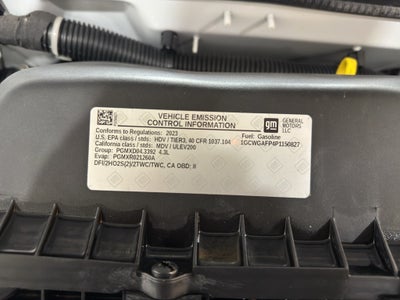 VEHICLE EMISSION
CONTROL INFORMATION
gm
GENERAL
MOTORS
LLC
Conforms to Regulations: 2023
U.S. EPA class / stds: HDV / TIER3, 40 CFR 1037.104
California class / stds: MDV / ULEV200
Group: PGMXD04.3392 4.3L
Evap: PGMXR021260A
DFI/2HO2S(2)/2TWC/TWC, CA OBD: II
Fuel: Gasoline
1GCWGAFP4P1150827